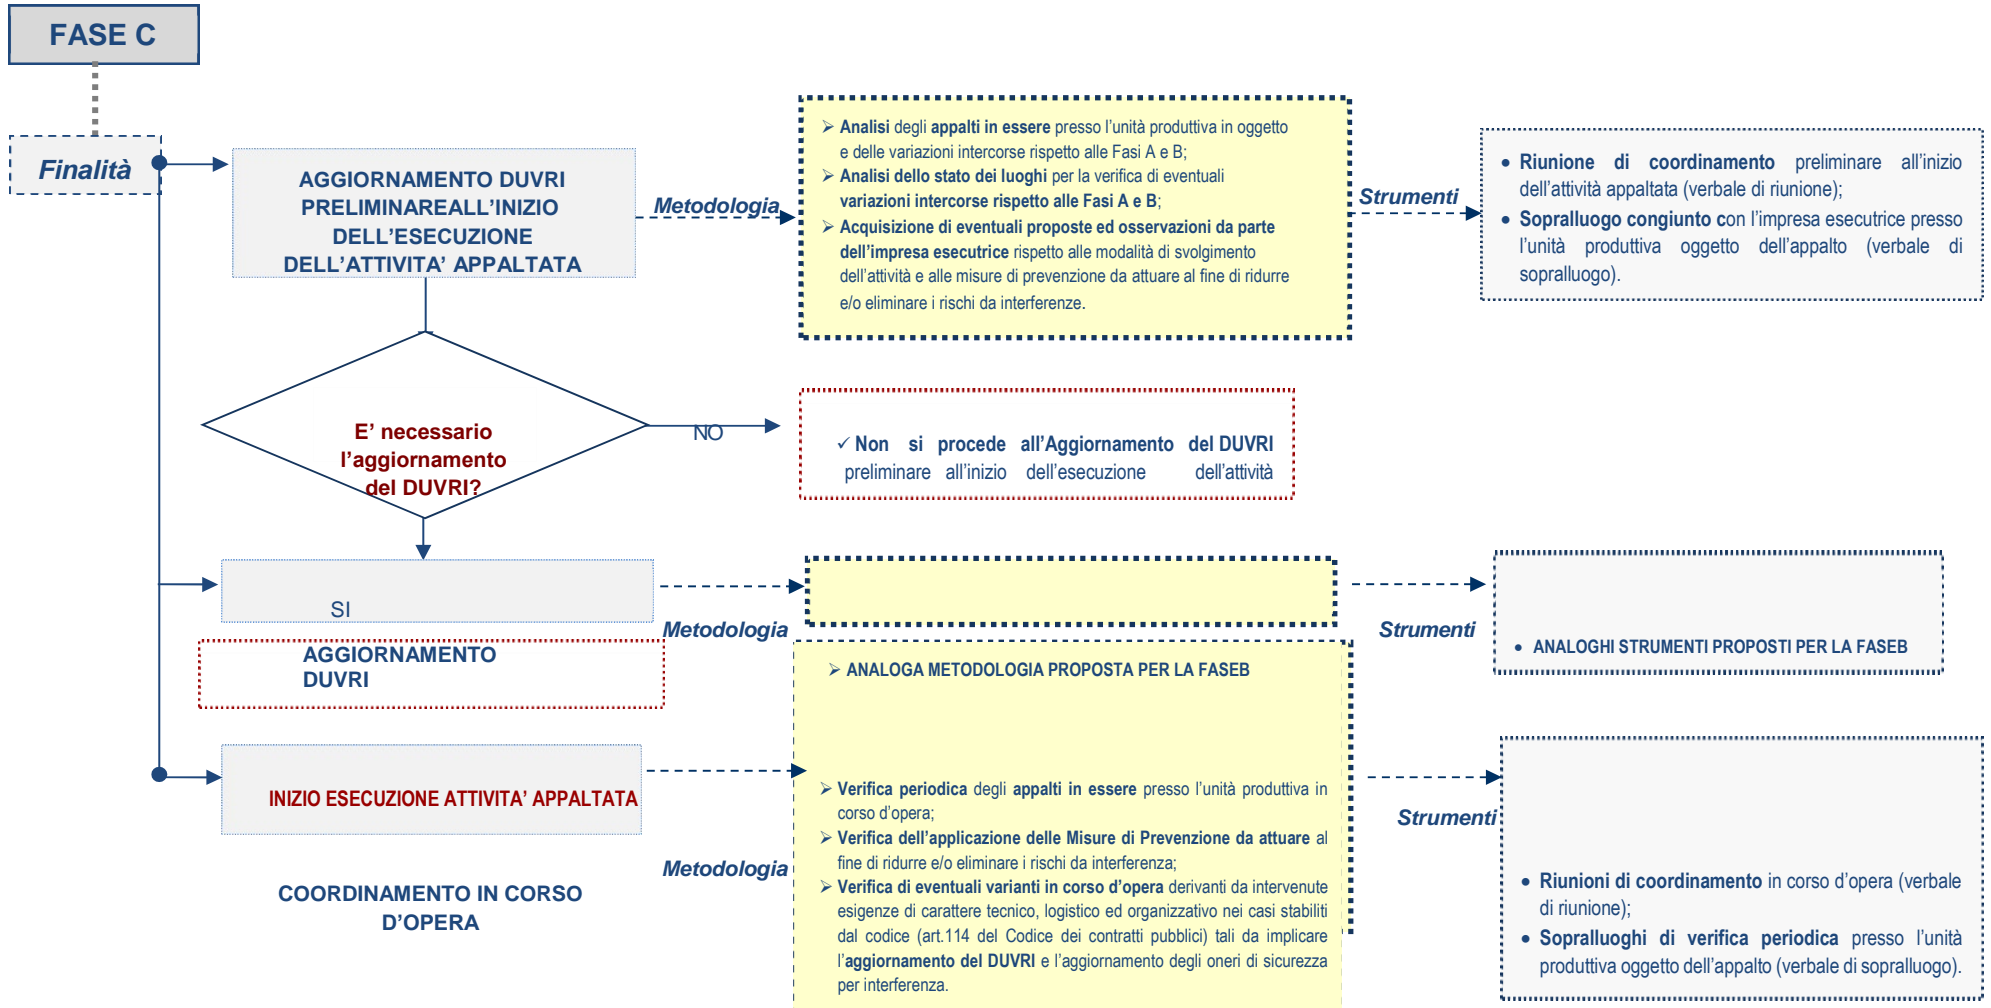 FASE C
Finalità
AGGIORNAMENTO DUVRI
PRELIMINAREALL'INIZIO
DELL'ESECUZIONE
DELL'ATTIVITA' APPALTATA
Metodologia
➢ Analisi degli appalti in essere presso l'unità produttiva in oggetto
e delle variazioni intercorse rispetto alle Fasi A e B;
➢ Analisi dello stato dei luoghi per la verifica di eventuali
variazioni intercorse rispetto alle Fasi A e B;
➢ Acquisizione di eventuali proposte ed osservazioni da parte
dell'impresa esecutrice rispetto alle modalità di svolgimento
dell'attività e alle misure di prevenzione da attuare al fine di ridurre
e/o eliminare i rischi da interferenze.
Strumenti
• Riunione di coordinamento preliminare all'inizio
dell'attività appaltata (verbale di riunione);
• Sopralluogo congiunto con l'impresa esecutrice presso
l'unità produttiva oggetto dell'appalto (verbale di
sopralluogo).
E' necessario
l'aggiornamento
del DUVRI?
NO
✓ Non si procede all'Aggiornamento del DUVRI
preliminare all'inizio dell'esecuzione dell'attività
SI
AGGIORNAMENTO
DUVRI
Metodologia
➢ ANALOGA METODOLOGIA PROPOSTA PER LA FASEB
Strumenti
• ANALOGHI STRUMENTI PROPOSTI PER LA FASEB
INIZIO ESECUZIONE ATTIVITA' APPALTATA
COORDINAMENTO IN CORSO
D'OPERA
Metodologia
➢ Verifica periodica degli appalti in essere presso l'unità produttiva in
corso d'opera;
➢ Verifica dell'applicazione delle Misure di Prevenzione da attuare al
fine di ridurre e/o eliminare i rischi da interferenza;
➢ Verifica di eventuali varianti in corso d'opera derivanti da intervenute
esigenze di carattere tecnico, logistico ed organizzativo nei casi stabiliti
dal codice (art.114 del Codice dei contratti pubblici) tali da implicare
l'aggiornamento del DUVRI e l'aggiornamento degli oneri di sicurezza
per interferenza.
Strumenti
• Riunioni di coordinamento in corso d'opera (verbale
di riunione);
• Sopralluoghi di verifica periodica presso l'unità
produttiva oggetto dell'appalto (verbale di sopralluogo).